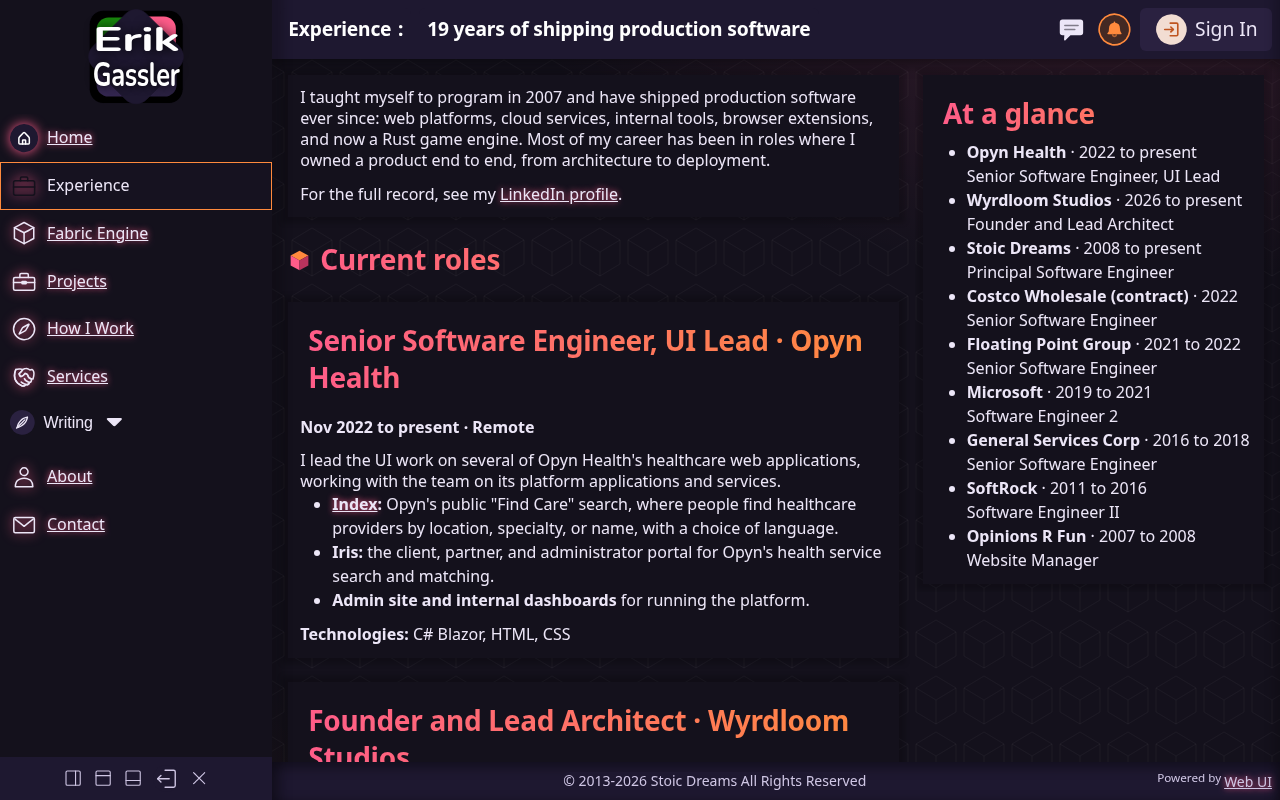 Erik
Gassler
Home
Experience
Fabric Engine
Projects
How I Work
Services
Writing
About
Contact
Experience : 19 years of shipping production software
Sign In
I taught myself to program in 2007 and have shipped production software
ever since: web platforms, cloud services, internal tools, browser extensions,
and now a Rust game engine. Most of my career has been in roles where I
owned a product end to end, from architecture to deployment.
For the full record, see my LinkedIn profile.
Current roles
Senior Software Engineer, UI Lead · Opyn
Health
Nov 2022 to present · Remote
I lead the UI work on several of Opyn Health's healthcare web applications,
working with the team on its platform applications and services.
Index: Opyn's public "Find Care" search, where people find healthcare
providers by location, specialty, or name, with a choice of language.
Iris: the client, partner, and administrator portal for Opyn's health service
search and matching.
Admin site and internal dashboards for running the platform.
Technologies: C# Blazor, HTML, CSS
Founder and Lead Architect · Wyrdloom
Studios
At a glance
Opyn Health · 2022 to present
Senior Software Engineer, UI Lead
Wyrdloom Studios · 2026 to present
Founder and Lead Architect
Stoic Dreams · 2008 to present
Principal Software Engineer
Costco Wholesale (contract) · 2022
Senior Software Engineer
Floating Point Group · 2021 to 2022
Senior Software Engineer
Microsoft · 2019 to 2021
Software Engineer 2
General Services Corp · 2016 to 2018
Senior Software Engineer
SoftRock · 2011 to 2016
Software Engineer II
Opinions R Fun · 2007 to 2008
Website Manager
© 2013-2026 Stoic Dreams All Rights Reserved
Powered by Web UI